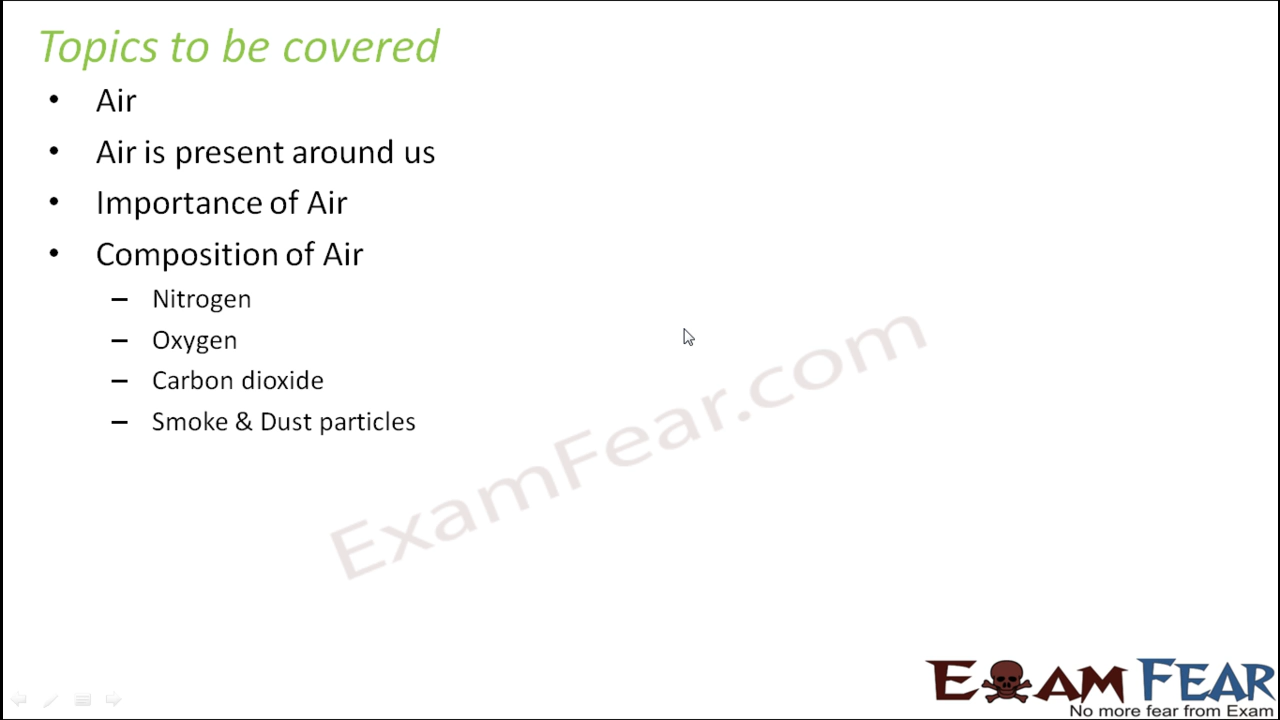 Topics to be covered
• Air
• Air is present around us
• Importance of Air
• Composition of Air
– Nitrogen
– Oxygen
– Carbon dioxide
– Smoke & Dust particles
ExamFear.com
EXAM FEAR
No more fear from Exam